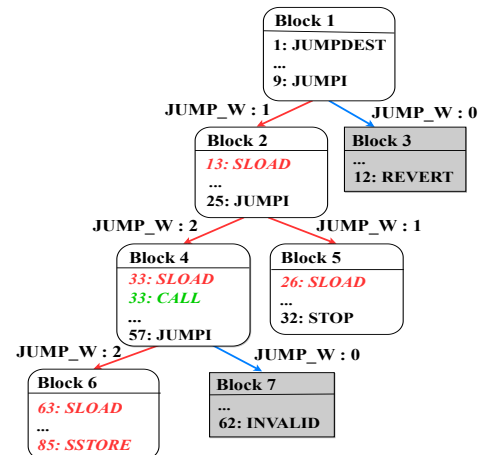 Block 1
1: JUMPDEST
...
9: JUMPI
JUMP_W : 1
JUMP_W : 0
Block 2
13: SLOAD
...
25: JUMPI
Block 3
...
12: REVERT
JUMP_W : 2
JUMP_W : 1
Block 4
33: SLOAD
33: CALL
...
57: JUMPI
Block 5
26: SLOAD
...
32: STOP
JUMP_W : 2
JUMP_W : 0
Block 6
63: SLOAD
...
85: SSTORE
Block 7
...
62: INVALID